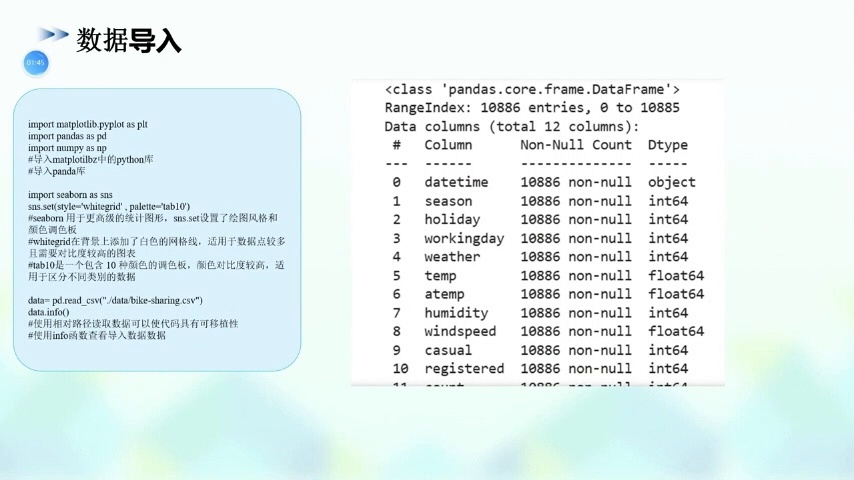 数据导入
01:45
import matplotlib.pyplot as plt
import pandas as pd
import numpy as np
#导入matplotilbz中的python库
#导入panda库
import seaborn as sns
sns.set(style='whitegrid' , palette='tab10')
#seaborn 用于更高级的统计图形，sns.set设置了绘图风格和
颜色调色板
#whitegrid在背景上添加了白色的网格线，适用于数据点较多
且需要对比度较高的图表
#tab10是一个包含 10 种颜色的调色板，颜色对比度较高，适
用于区分不同类别的数据
data= pd.read_csv("./data/bike-sharing.csv")
data.info()
#使用相对路径读取数据可以使代码具有可移植性
#使用info函数查看导入数据数据
<class 'pandas.core.frame.DataFrame'>
RangeIndex: 10886 entries, 0 to 10885
Data columns (total 12 columns):
# Column Non-Null Count Dtype
--- ------ -------------- -----
0 datetime 10886 non-null object
1 season 10886 non-null int64
2 holiday 10886 non-null int64
3 workingday 10886 non-null int64
4 weather 10886 non-null int64
5 temp 10886 non-null float64
6 atemp 10886 non-null float64
7 humidity 10886 non-null int64
8 windspeed 10886 non-null float64
9 casual 10886 non-null int64
10 registered 10886 non-null int64
11 count 10886 non-null int64